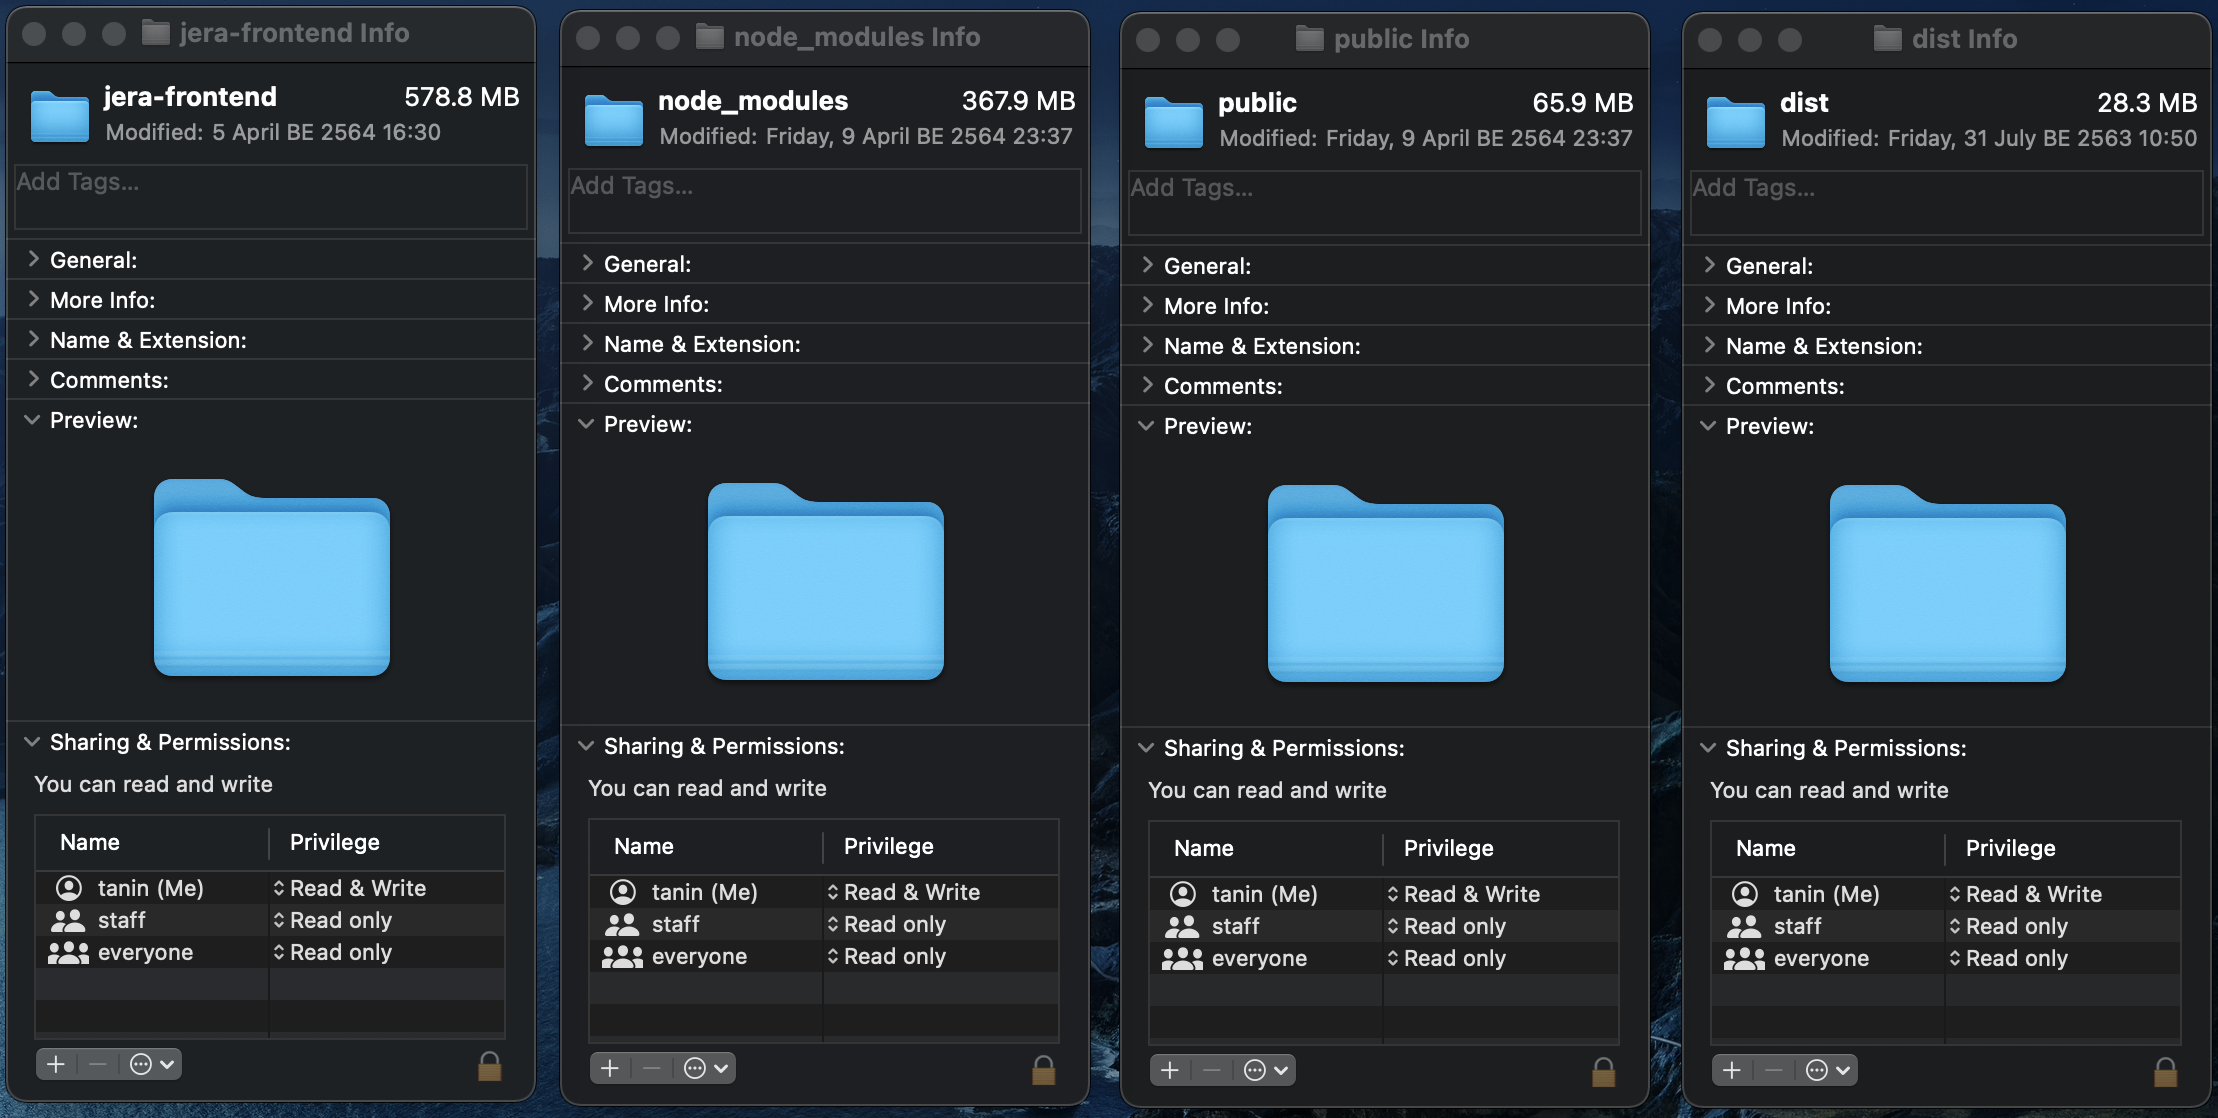 jera-frontend Info
jera-frontend 578.8 MB
Modified: 5 April BE 2564 16:30
Add Tags...
General:
More Info:
Name & Extension:
Comments:
Preview:
Sharing & Permissions:
You can read and write
Name Privilege
tanin (Me) Read & Write
staff Read only
everyone Read only
node_modules Info
node_modules 367.9 MB
Modified: Friday, 9 April BE 2564 23:37
Add Tags...
General:
More Info:
Name & Extension:
Comments:
Preview:
Sharing & Permissions:
You can read and write
Name Privilege
tanin (Me) Read & Write
staff Read only
everyone Read only
public Info
public 65.9 MB
Modified: Friday, 9 April BE 2564 23:37
Add Tags...
General:
More Info:
Name & Extension:
Comments:
Preview:
Sharing & Permissions:
You can read and write
Name Privilege
tanin (Me) Read & Write
staff Read only
everyone Read only
dist Info
dist 28.3 MB
Modified: Friday, 31 July BE 2563 10:50
Add Tags...
General:
More Info:
Name & Extension:
Comments:
Preview:
Sharing & Permissions:
You can read and write
Name Privilege
tanin (Me) Read & Write
staff Read only
everyone Read only